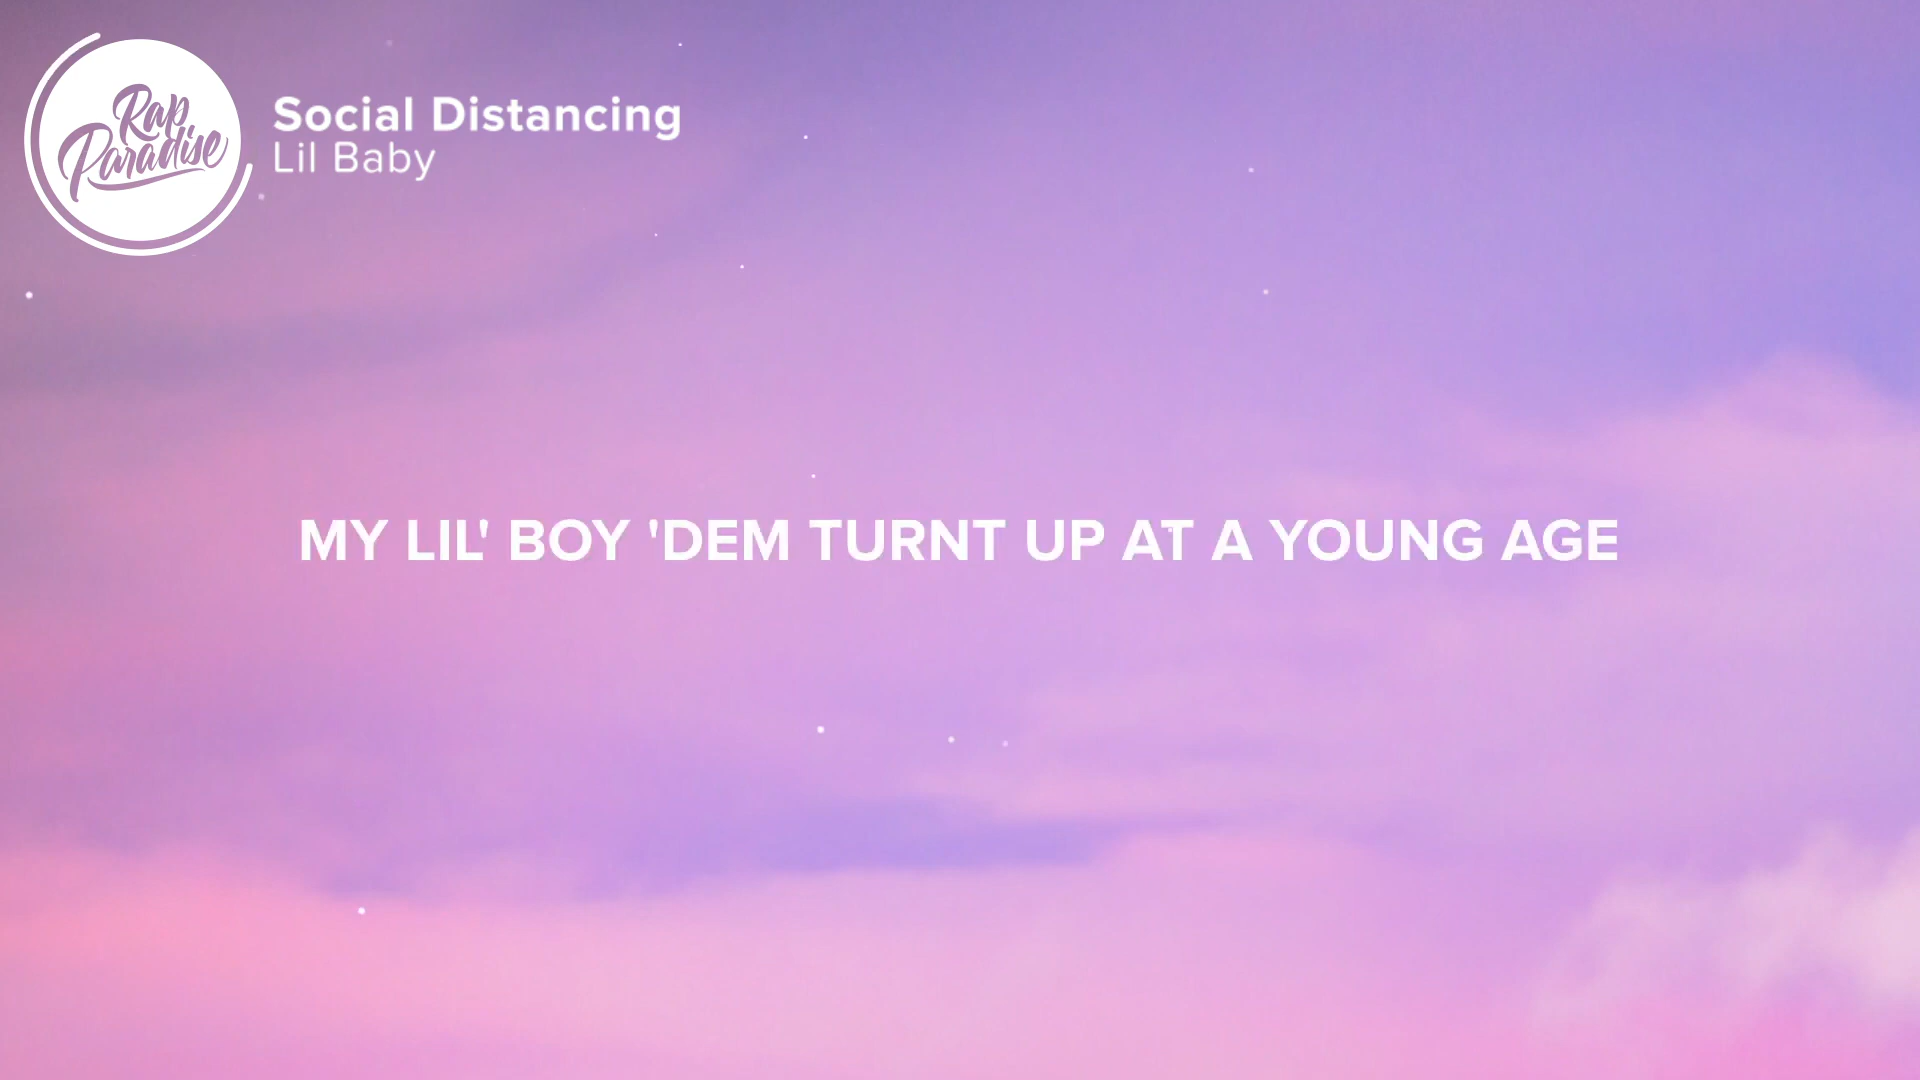 Rap
Paradise
Social Distancing
Lil Baby
MY LIL' BOY 'DEM TURNT UP AT A YOUNG AGE